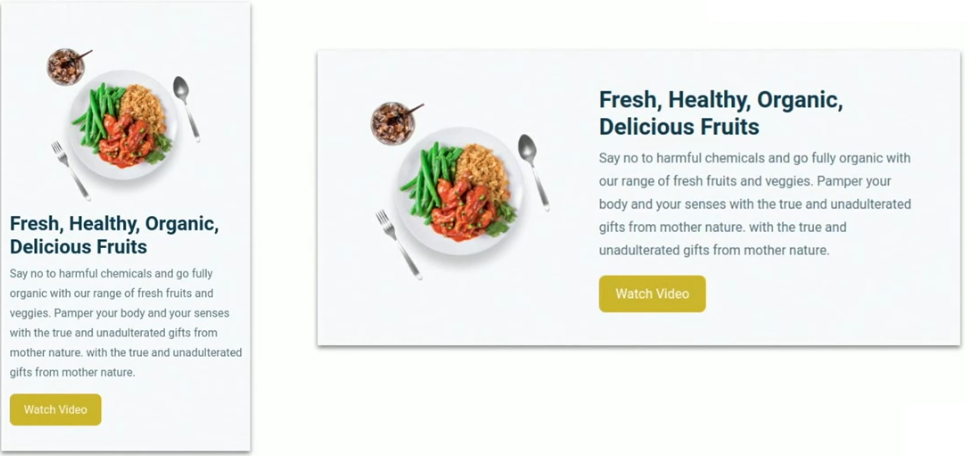 Fresh, Healthy, Organic,
Delicious Fruits
Say no to harmful chemicals and go fully
organic with our range of fresh fruits and
veggies. Pamper your body and your senses
with the true and unadulterated gifts from
mother nature. with the true and unadulterated
gifts from mother nature.
Watch Video
Fresh, Healthy, Organic,
Delicious Fruits
Say no to harmful chemicals and go fully organic with
our range of fresh fruits and veggies. Pamper your
body and your senses with the true and unadulterated
gifts from mother nature. with the true and
unadulterated gifts from mother nature.
Watch Video